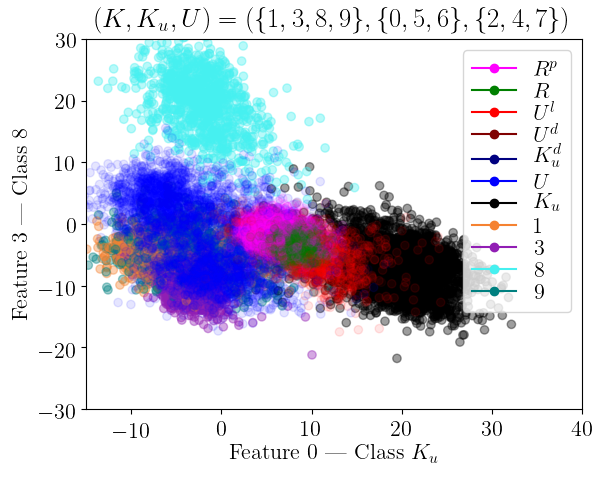 (K, K_u, U) = ({1, 3, 8, 9}, {0, 5, 6}, {2, 4, 7})
30
20
10
0
−10
−20
−30
Feature 3 — Class 8
−10
0
10
20
30
40
Feature 0 — Class K_u
R^p
R
U^l
U^d
K_u^d
U
K_u
1
3
8
9